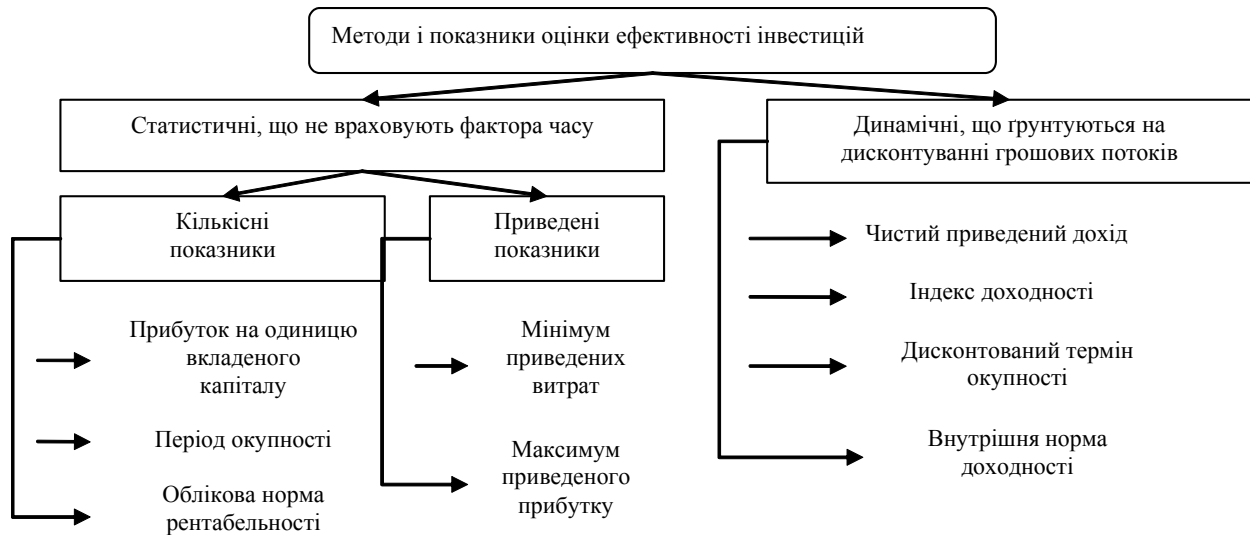 Методи і показники оцінки ефективності інвестицій
Статистичні, що не враховують фактора часу
Динамічні, що ґрунтуються на
дисконтуванні грошових потоків
Кількісні
показники
Приведені
показники
Прибуток на одиницю
вкладеного
капіталу
Період окупності
Облікова норма
рентабельності
Мінімум
приведених
витрат
Максимум
приведеного
прибутку
Чистий приведений дохід
Індекс доходності
Дисконтований термін
окупності
Внутрішня норма
доходності